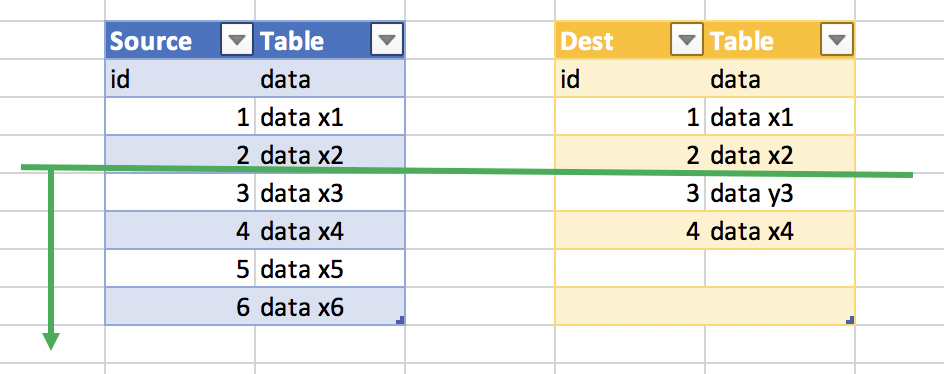 Source Table Dest Table
id data id data
1 data x1 1 data x1
2 data x2 2 data x2
3 data x3 3 data y3
4 data x4 4 data x4
5 data x5
6 data x6